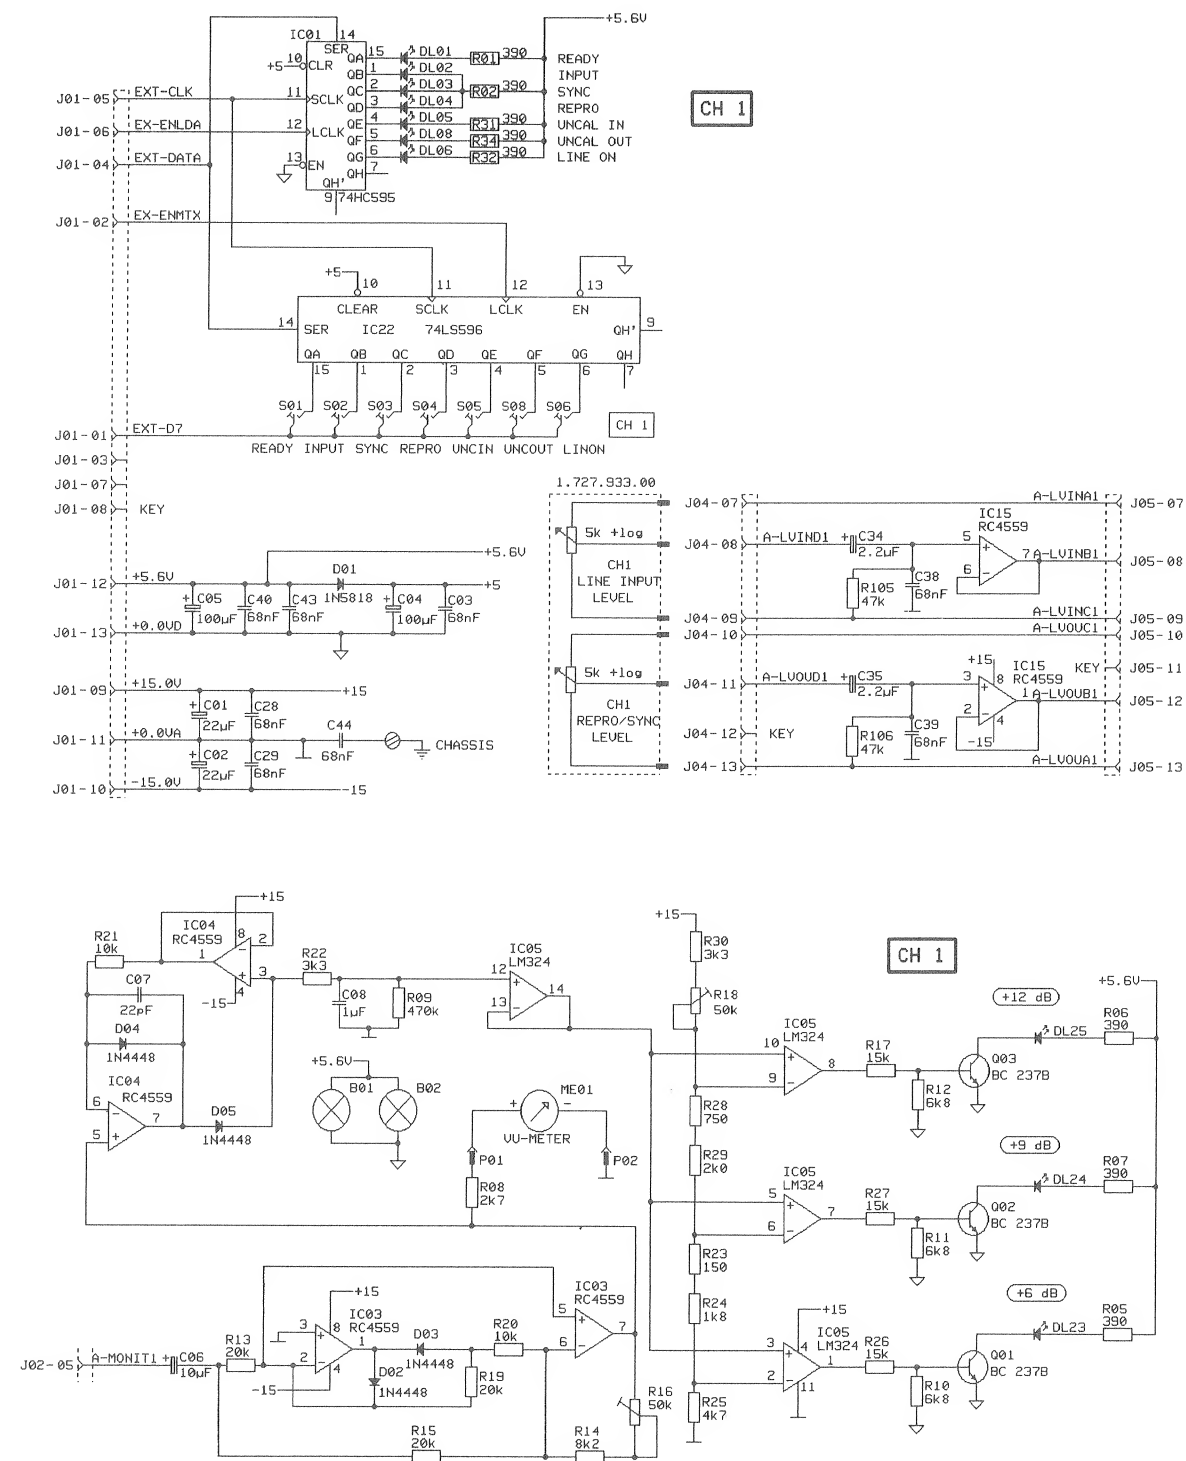 +5.6V
IC01
14
SER
+5 10 CLR
QA 15 DL01 R01 390 READY
QB 1 DL02 INPUT
QC 2 DL03 R02 390 SYNC
QD 3 DL04 REPRO
QE 4 DL05 R31 390 UNCAL IN
QF 5 DL08 R34 390 UNCAL OUT
QG 6 DL06 R32 390 LINE ON
QH 7
QH'
9 74HC595
CH 1
J01-05 EXT-CLK 11 SCLK
J01-06 EX-ENLDA 12 LCLK
J01-04 EXT-DATA 13 EN
J01-02 EX-ENMTX
+5
10 11 12 13
CLEAR SCLK LCLK EN
14 SER IC22 74LS596 QH' 9
QA QB QC QD QE QF QG QH
15 1 2 3 4 5 6 7
S01 S02 S03 S04 S05 S08 S06
CH 1
J01-01 EXT-D7
READY INPUT SYNC REPRO UNCIN UNCOUT LINON
J01-03
J01-07
J01-08 KEY
+5.6V
J01-12 +5.6V D01 1N5818 +5
C05 100µF
C40 68nF
C43 68nF
C04 100µF
C03 68nF
J01-13 +0.0VD
J01-09 +15.0V +15
C01 22µF
C28 68nF
J01-11 +0.0VA C44 68nF CHASSIS
C02 22µF
C29 68nF
J01-10 -15.0V -15
1.727.933.00
5k +log
CH1
LINE INPUT
LEVEL
5k +log
CH1
REPRO/SYNC
LEVEL
J04-07 A-LVINA1 J05-07
J04-08 A-LVIND1 + C34 2.2µF
IC15
RC4559
5 + 6 - 7 A-LVINB1 J05-08
R105 47k
C38 68nF
J04-09 A-LVINC1 J05-09
J04-10 A-LVOVC1 J05-10
KEY J05-11
+15
IC15
RC4559
J04-11 A-LVOUD1 + C35 2.2µF
3 + 8 2 - 4 1 A-LVOUB1 J05-12
-15
J04-12 KEY
R106 47k
C39 68nF
J04-13 A-LVOUA1 J05-13
+15
IC04
RC4559
8 2 - 1 + 3 4
-15
R21 10k
C07 22pF
D04
1N4448
IC04
RC4559
6 - 5 + 7
D05
1N4448
R22 3k3
C08 1µF
R09 470k
IC05
LM324
12 + 13 - 14
+5.6V
B01 B02
ME01
+ -
VU-METER
P01 P02
R08 2k7
+15
R30 3k3
R18 50k
CH 1
+5.6V
+12 dB
IC05
LM324
10 + 9 - 8
R17 15k
R12 6k8
Q03
BC 237B
DL25
R06 390
R28 750
R29 2k0
+9 dB
IC05
LM324
5 + 6 - 7
R27 15k
R11 6k8
Q02
BC 237B
DL24
R07 390
R23 150
R24 1k8
+6 dB
+15
IC05
LM324
3 + 4 2 - 11 1
R26 15k
R10 6k8
Q01
BC 237B
DL23
R05 390
R25 4k7
J02-05 A-MONIT1 + C06 10µF
R13 20k
+15
IC03
RC4559
3 + 8 2 - 4 1
-15
D03
1N4448
D02
1N4448
R19 20k
R20 10k
IC03
RC4559
5 + 6 - 7
R16 50k
R15 20k
R14 8k2